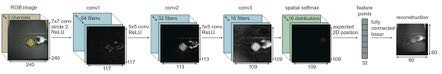 RGB image
conv1
conv2
conv3
spatial softmax
feature points
reconstruction
3 channels
64 filters
32 filters
16 filters
16 distributions
7x7 conv
stride 2
ReLU
5x5 conv
ReLU
5x5 conv
ReLU
expected
2D position
fully
connected
linear
240
240
117
117
113
113
109
109
109
109
32
60
60